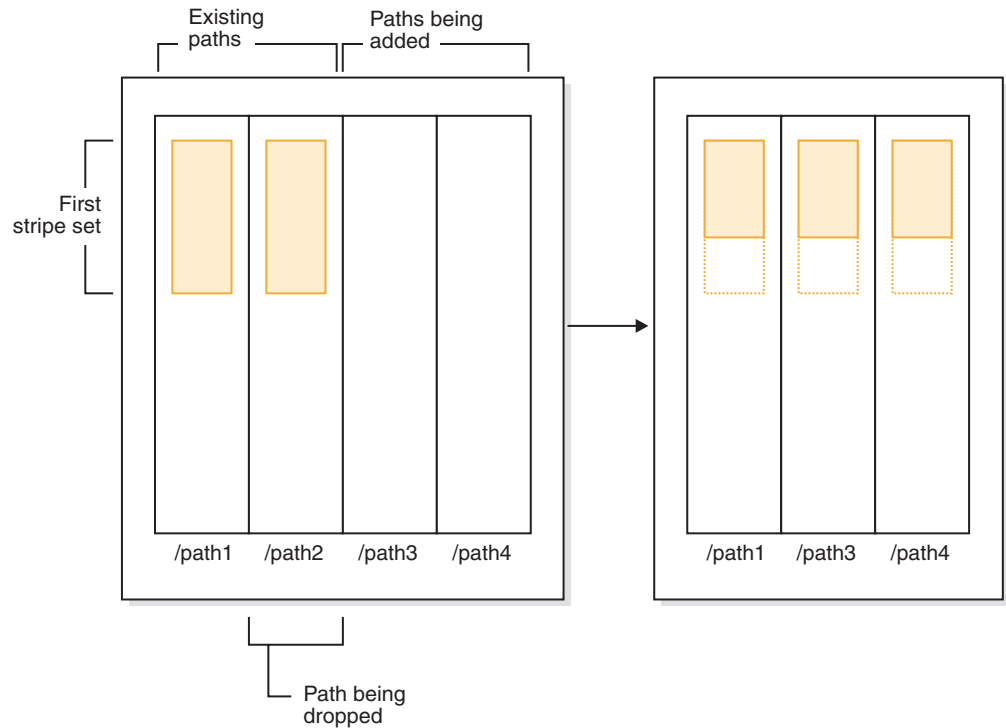 Existing
paths
Paths being
added
First
stripe set
/path1
/path2
/path3
/path4
/path1
/path3
/path4
Path being
dropped